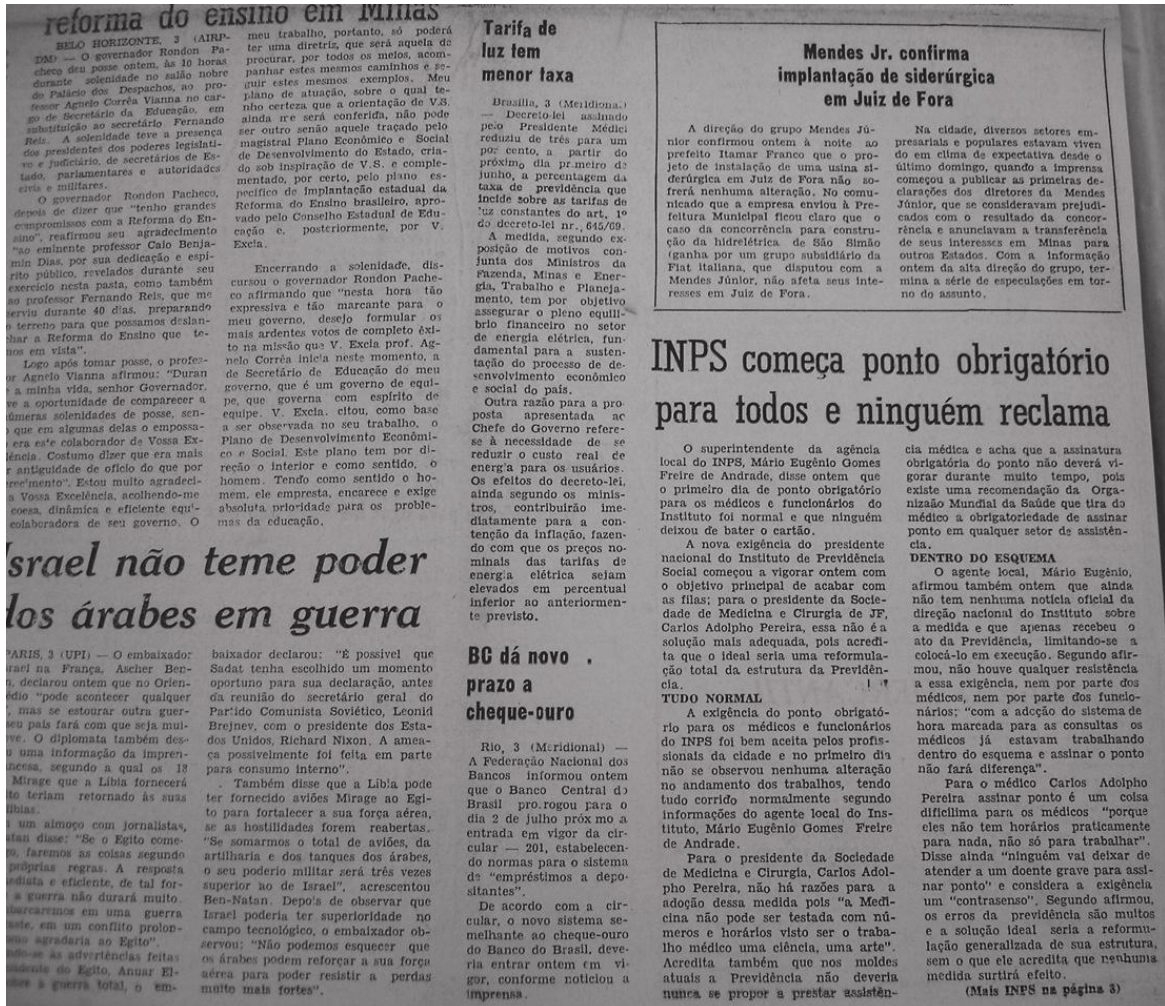 reforma do ensino em Minas
BELO HORIZONTE, 3 (AIRP-
DM) — O governador Rondon Pa-
checo deu posse ontem, às 10 horas
durante solenidade no salão nobre
do Palácio dos Despachos, ao pro-
fessor Agnelo Corrêa Vianna no car-
go de Secretário da Educação, em
substituição ao secretário Fernando
Reis. A solenidade teve a presença
dos presidentes dos poderes legislati-
vo e judiciário, de secretários de Es-
tado, parlamentares e autoridades
civis e militares.
O governador Rondon Pacheco,
depois de dizer que "tenho grandes
compromissos com a Reforma do En-
sino", reafirmou seu agradecimento
"ao eminente professor Caio Benja-
min Dias, por sua dedicação e espí-
rito público, revelados durante seu
exercício nesta pasta, como também
ao professor Fernando Reis, que me
serviu durante 40 dias, preparando
o terreno para que possamos deslan-
char a Reforma do Ensino que te-
mos em vista".
Logo após tomar posse, o profes-
or Agnelo Vianna afirmou: "Duran
a minha vida, senhor Governador,
ve a oportunidade de comparecer a
números solenidades de posse, sen-
o que em algumas delas o empossa-
era este colaborador de Vossa Ex-
lência. Costumo dizer que era mais
r antiguidade de ofício do que por
erecimento". Estou muito agradeci-
a Vossa Excelência, acolhendo-me
coesa, dinâmica e eficiente equi-
colaboradora de seu governo. O
meu trabalho, portanto, só poderá
ter uma diretriz, que será aquela de
procurar, por todos os meios, acom-
panhar estes mesmos caminhos e se-
guir estes mesmos exemplos. Meu
plano de atuação, sobre o qual te-
nho certeza que a orientação de V.S.
ainda me será conferida, não pode
ser outro senão aquele traçado pelo
magistral Plano Econômico e Social
de Desenvolvimento do Estado, cria-
do sob inspiração de V.S. e comple-
mentado, por certo, pelo plano es-
pecífico de implantação estadual da
Reforma do Ensino brasileiro, apro-
vado pelo Conselho Estadual de Edu-
cação e, posteriormente, por V.
Excia.
Encerrando a solenidade, dis-
cursou o governador Rondon Pache-
co afirmando que "nesta hora tão
expressiva e tão marcante para o
meu governo, desejo formular os
mais ardentes votos de completo êxi-
to na missão que V. Excia prof. Ag-
nelo Corrêa inicia neste momento, a
de Secretário de Educação do meu
governo, que é um governo de equi-
pe, que governa com espírito de
equipe. V. Excia. citou, como base
a ser observada no seu trabalho, o
Plano de Desenvolvimento Econômi-
co e Social. Este plano tem por di-
reção o interior e como sentido, o
homem. Tendo como sentido o ho-
mem, ele empresta, encarece e exige
absoluta prioridade para os proble-
mas da educação.
Israel não teme poder
dos árabes em guerra
PARIS, 3 (UPI) — O embaixador
srael na França, Ascher Ben-
declarou ontem que no Orien-
édio "pode acontecer qualquer
", mas se estourar outra guer-
seu país fará com que seja mui-
ve. O diplomata também des-
u uma informação da impren-
ncesa, segundo a qual os 18
Mirage que a Líbia fornecerá
ito teriam retornado às suas
líbias.
um almoço com jornalistas,
atan disse: "Se o Egito come-
o, faremos as coisas segundo
próprias regras. A resposta
ediata e eficiente, de tal for-
a guerra não durará muito.
barcaremos em uma guerra
aste, em um conflito prolon-
agradaria ao Egito".
ndo-se às advertências feitas
dente do Egito, Anuar El-
bre a guerra total, o em-
baixador declarou: "É possível que
Sadat tenha escolhido um momento
oportuno para sua declaração, antes
da reunião do secretário geral do
Partido Comunista Soviético, Leonid
Brejnev, com o presidente dos Esta-
dos Unidos, Richard Nixon. A amea-
ça possivelmente foi feita em parte
para consumo interno".
Também disse que a Líbia pode
ter fornecido aviões Mirage ao Egi-
to para fortalecer a sua força aérea,
se as hostilidades forem reabertas.
"Se somarmos o total de aviões, da
artilharia e dos tanques dos árabes,
o seu poderio militar será três vezes
superior ao de Israel", acrescentou
Ben-Natan. Depois de observar que
Israel poderia ter superioridade no
campo tecnológico, o embaixador ob-
servou: "Não podemos esquecer que
os árabes podem reforçar a sua força
aérea para poder resistir a perdas
muito mais fortes".
Tarifa de
luz tem
menor taxa
Brasília, 3 (Meridional)
— Decreto-lei assinado
pelo Presidente Médici
reduziu de três para um
por cento, a partir do
próximo dia primeiro de
junho, a percentagem da
taxa de previdência que
incide sobre as tarifas de
luz constantes do art, 1º
do decreto-lei nr., 645/69.
A medida, segundo ex-
posição de motivos con-
junta dos Ministros da
Fazenda, Minas e Ener-
gia, Trabalho e Planeja-
mento, tem por objetivo
assegurar o pleno equilí-
brio financeiro no setor
de energia elétrica, fun-
damental para a susten-
tação do processo de de-
senvolvimento econômico
e social do país.
Outra razão para a pro
posta apresentada ao
Chefe do Governo refere-
se à necessidade de se
reduzir o custo real de
energia para os usuários.
Os efeitos do decreto-lei,
ainda segundo os minis-
tros, contribuirão ime-
diatamente para a con-
tenção da inflação, fazen-
do com que os preços no-
minais das tarifas de
energia elétrica sejam
elevados em percentual
inferior ao anteriormen-
te previsto.
BC dá novo
prazo a
cheque-ouro
Rio, 3 (Meridional) —
A Federação Nacional dos
Bancos informou ontem
que o Banco Central do
Brasil prorrogou para o
dia 2 de julho próximo a
entrada em vigor da cir-
cular — 201, estabelecen-
do normas para o sistema
de "empréstimos a depo-
sitantes".
De acordo com a cir-
cular, o novo sistema se-
melhante ao cheque-ouro
do Banco do Brasil, deve-
ria entrar ontem em vi-
gor, conforme noticiou a
imprensa.
Mendes Jr. confirma
implantação de siderúrgica
em Juiz de Fora
A direção do grupo Mendes Jú-
nior confirmou ontem à noite ao
prefeito Itamar Franco que o pro-
jeto de instalação de uma usina si-
derúrgica em Juiz de Fora não so-
frerá nenhuma alteração. No comu-
nicado que a empresa enviou à Pre-
feitura Municipal ficou claro que o
caso da concorrência para constru-
ção da hidrelétrica de São Simão
(ganha por um grupo subsidiário da
Fiat Italiana, que disputou com a
Mendes Júnior, não afeta seus inte-
resses em Juiz de Fora.
Na cidade, diversos setores em-
presariais e populares estavam viven
do em clima de expectativa desde o
último domingo, quando a imprensa
começou a publicar as primeiras de-
clarações dos diretores da Mendes
Júnior, que se consideravam prejudi-
cados com o resultado da concor-
rência e anunciavam a transferência
de seus interesses em Minas para
outros Estados. Com a informação
ontem da alta direção do grupo, ter-
mina a série de especulações em tor-
no do assunto.
INPS começa ponto obrigatório
para todos e ninguém reclama
O superintendente da agência
local do INPS, Mário Eugênio Gomes
Freire de Andrade, disse ontem que
o primeiro dia de ponto obrigatório
para os médicos e funcionários do
Instituto foi normal e que ninguém
deixou de bater o cartão.
A nova exigência do presidente
nacional do Instituto de Previdência
Social começou a vigorar ontem com
o objetivo principal de acabar com
as filas; para o presidente da Socie-
dade de Medicina e Cirurgia de JF,
Carlos Adolpho Pereira, essa não é a
solução mais adequada, pois acredi-
ta que o ideal seria uma reformula-
ção total da estrutura da Previdên-
cia.
TUDO NORMAL
A exigência do ponto obrigató-
rio para os médicos e funcionários
do INPS foi bem aceita pelos profis-
sionais da cidade e no primeiro dia
não se observou nenhuma alteração
no andamento dos trabalhos, tendo
tudo corrido normalmente segundo
informações do agente local do Ins-
tituto, Mário Eugênio Gomes Freire
de Andrade.
Para o presidente da Sociedade
de Medicina e Cirurgia, Carlos Adol-
pho Pereira, não há razões para a
adoção dessa medida pois "a Medi-
cina não pode ser testada com nú-
meros e horários visto ser o traba-
lho médico uma ciência, uma arte".
Acredita também que nos moldes
atuais a Previdência não deveria
nunca se propor a prestar assistên-
cia médica e acha que a assinatura
obrigatória do ponto não deverá vi-
gorar durante muito tempo, pois
existe uma recomendação da Orga-
nizaão Mundial da Saúde que tira do
médico a obrigatoriedade de assinar
ponto em qualquer setor de assistên-
cia.
DENTRO DO ESQUEMA
O agente local, Mário Eugênio,
afirmou também ontem que ainda
não tem nenhuma notícia oficial da
direção nacional do Instituto sobre
a medida e que apenas recebeu o
ato da Previdência, limitando-se a
colocá-lo em execução. Segundo afir-
mou, não houve qualquer resistência
a essa exigência, nem por parte dos
médicos, nem por parte dos funcio-
nários; "com a adoção do sistema de
hora marcada para as consultas os
médicos já estavam trabalhando
dentro do esquema e assinar o ponto
não fará diferença".
Para o médico Carlos Adolpho
Pereira assinar ponto é um coisa
dificílima para os médicos "porque
eles não tem horários praticamente
para nada, não só para trabalhar".
Disse ainda "ninguém vai deixar de
atender a um doente grave para assi-
nar ponto" e considera a exigência
um "contrasenso". Segundo afirmou,
os erros da previdência são muitos
e a solução ideal seria a reformu-
lação generalizada de sua estrutura,
sem o que ele acredita que nenhuma
medida surtirá efeito.
(Mais INPS na página 3)